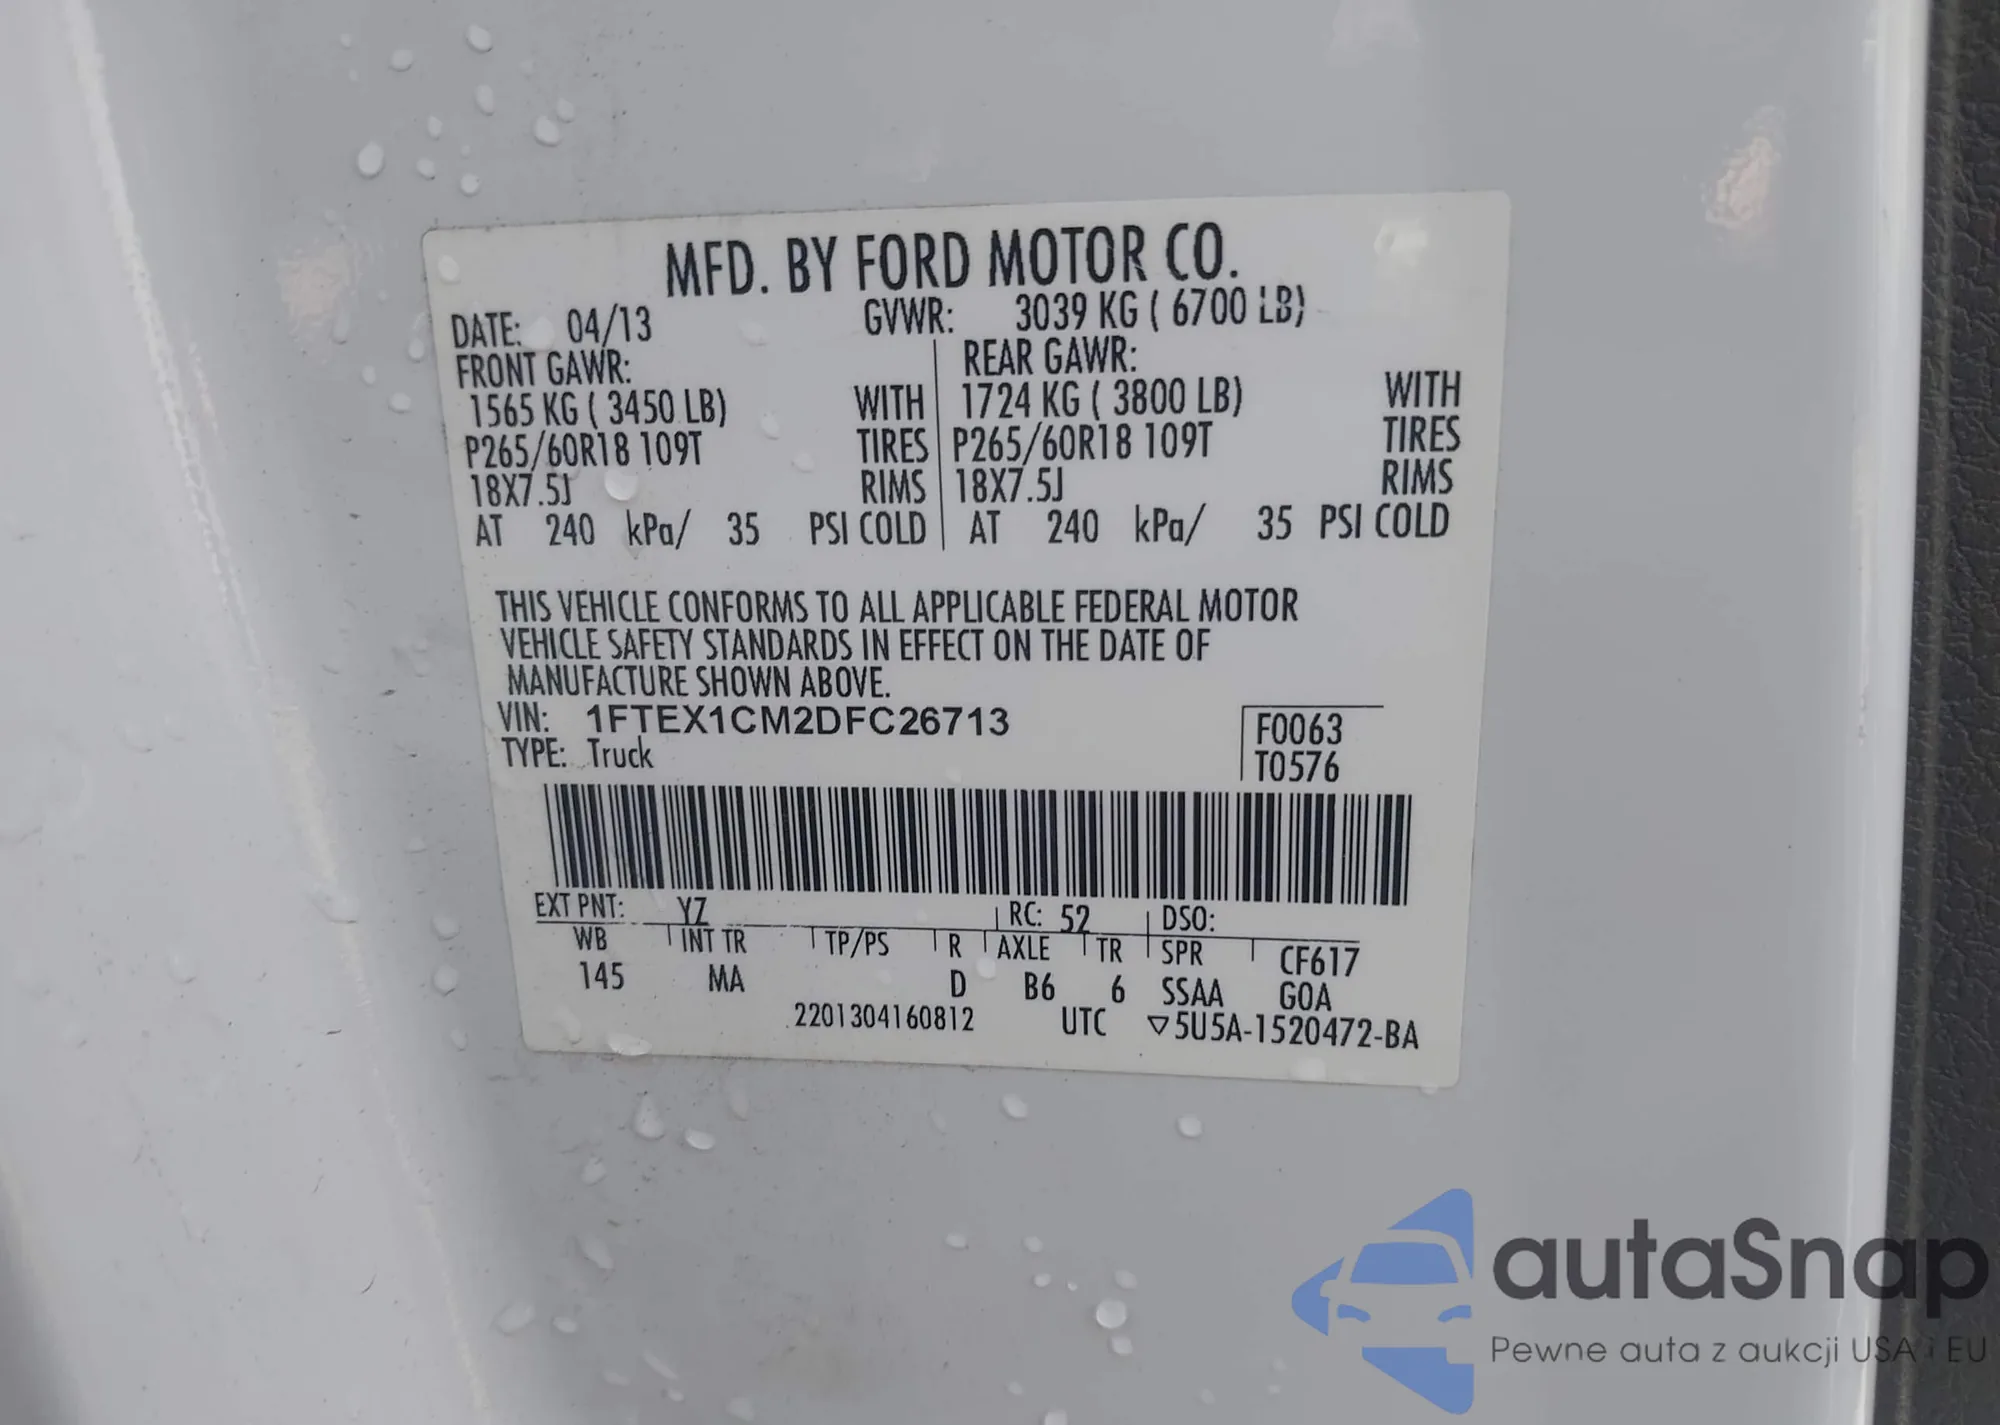 MFD. BY FORD MOTOR CO.
DATE: 04/13 GVWR: 3039 KG ( 6700 LB)
FRONT GAWR: REAR GAWR:
1565 KG ( 3450 LB) WITH 1724 KG ( 3800 LB) WITH
P265/60R18 109T TIRES P265/60R18 109T TIRES
18X7.5J RIMS 18X7.5J RIMS
AT 240 kPa/ 35 PSI COLD AT 240 kPa/ 35 PSI COLD
THIS VEHICLE CONFORMS TO ALL APPLICABLE FEDERAL MOTOR
VEHICLE SAFETY STANDARDS IN EFFECT ON THE DATE OF
MANUFACTURE SHOWN ABOVE.
VIN: 1FTEX1CM2DFC26713 F0063
TYPE: Truck T0576
EXT PNT: YZ RC: 52 DSO:
WB INT TR TP/PS R AXLE TR SPR CF617
145 MA D B6 6 SSAA GOA
2201304160812 UTC ▽5U5A-1520472-BA
autaSnap
Pewne auta z aukcji USA i EU